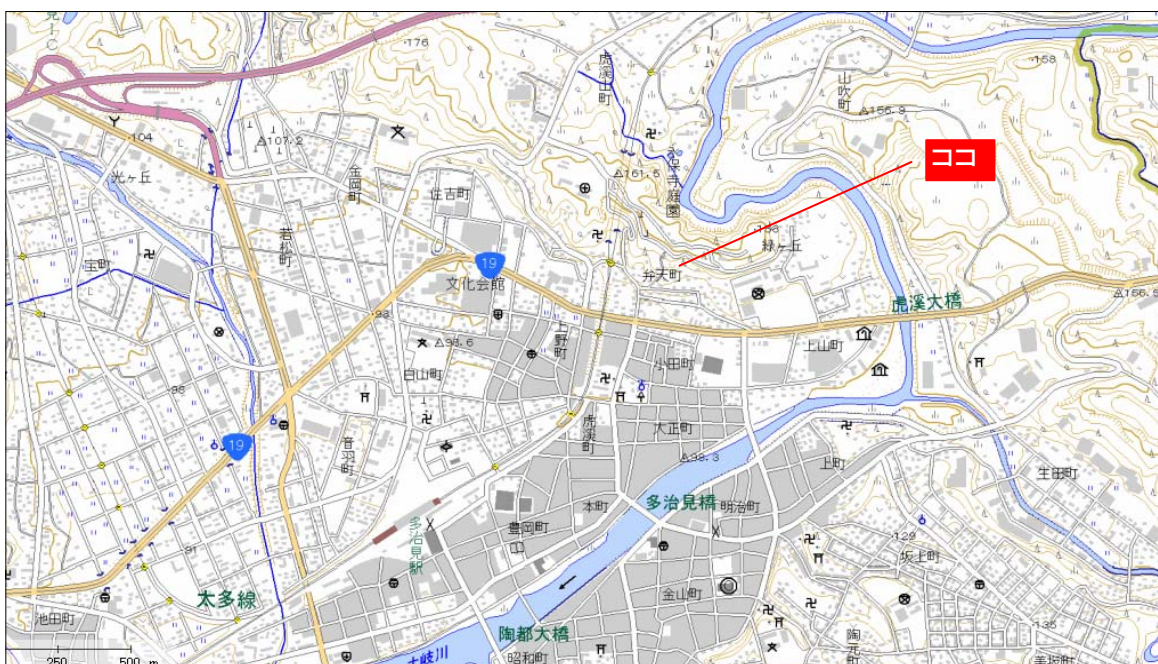 176
虎渓山町
山吹町
158
166.9
104
107.2
光ヶ丘
金岡町
住吉町
永保寺庭園
161.5
ココ
若松町
宝町
19
文化会館
弁天町
緑ヶ丘
虎渓大橋
156.5
93
98.6
上野町
小田町
上山町
白山町
95
19
音羽町
虎渓町
大正町
93.3
上町
生田町
多治見橋
本町
明治町
豊岡町
多治見駅
129
坂上町
91
金山町
太多線
池田町
陶都大橋
昭和町
土岐川
陶元町
135
250
500 m